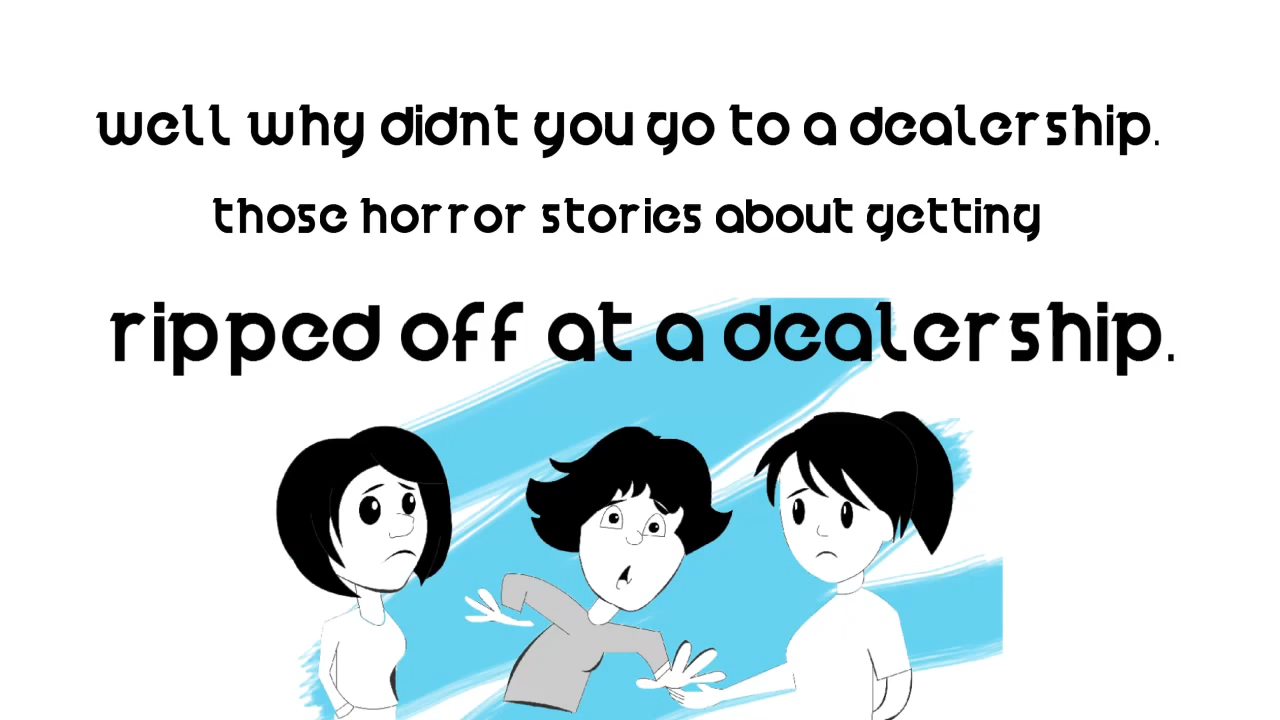 well why didnt you go to a dealership.
those horror stories about getting
ripped off at a dealership.